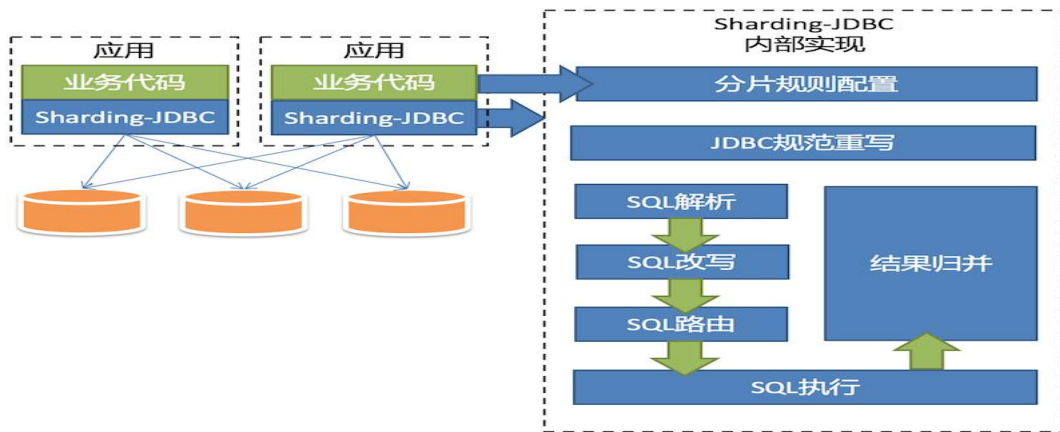 应用
业务代码
Sharding-JDBC
应用
业务代码
Sharding-JDBC
Sharding-JDBC
内部实现
分片规则配置
JDBC规范重写
SQL解析
SQL改写
SQL路由
结果归并
SQL执行